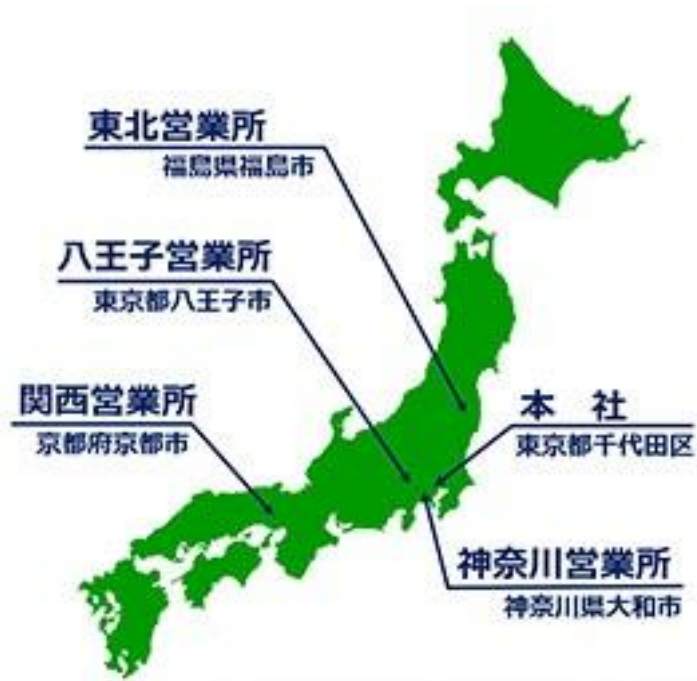 東北営業所
福島県福島市
八王子営業所
東京都八王子市
関西営業所
京都府京都市
本 社
東京都千代田区
神奈川営業所
神奈川県大和市